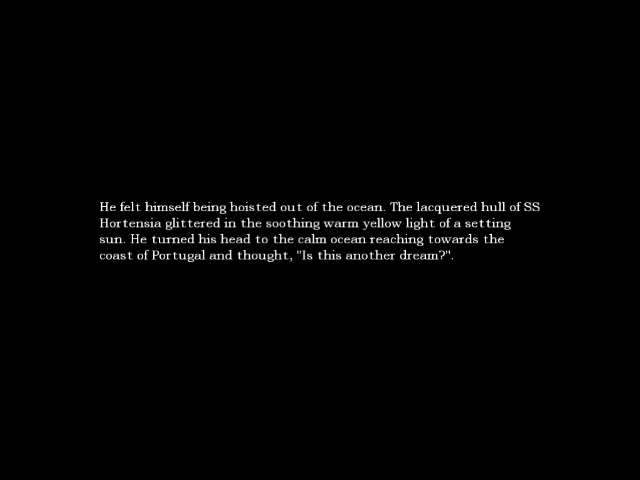 He felt himself being hoisted out of the ocean. The lacquered hull of SS
Hortensia glittered in the soothing warm yellow light of a setting
sun. He turned his head to the calm ocean reaching towards the
coast of Portugal and thought, "Is this another dream?".